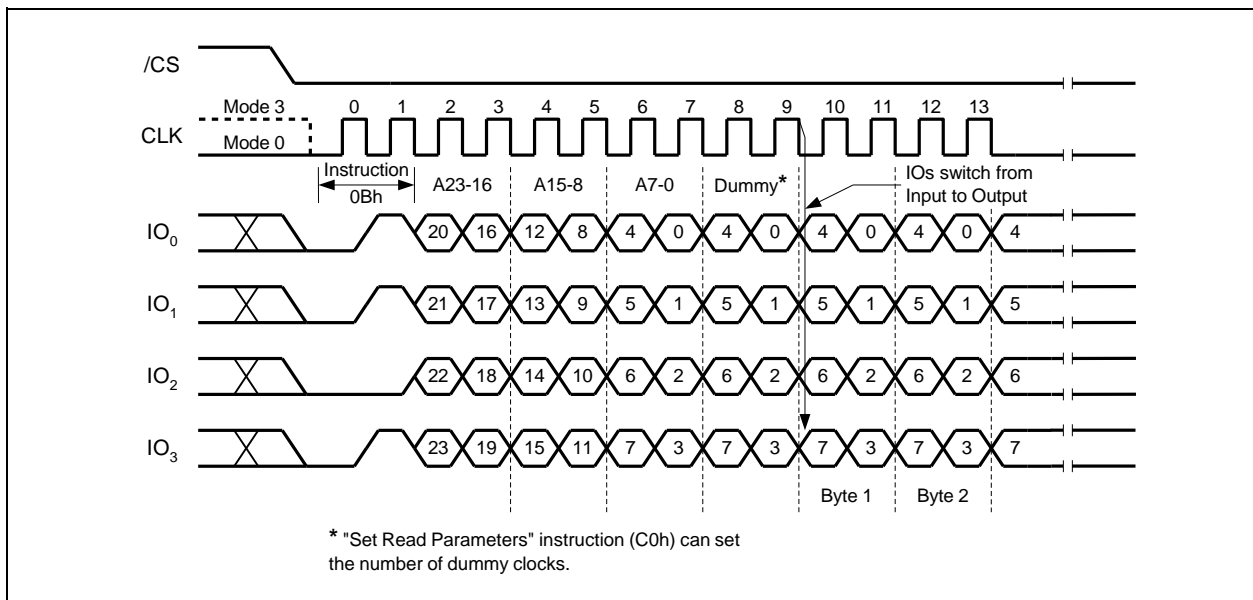 /CS
Mode 3 0 1 2 3 4 5 6 7 8 9 10 11 12 13
CLK
Mode 0
Instruction
0Bh
A23-16 A15-8 A7-0 Dummy*
IOs switch from
Input to Output
IO0 20 16 12 8 4 0 4 0 4 0 4 0 4
IO1 21 17 13 9 5 1 5 1 5 1 5 1 5
IO2 22 18 14 10 6 2 6 2 6 2 6 2 6
IO3 23 19 15 11 7 3 7 3 7 3 7 3 7
Byte 1 Byte 2
* "Set Read Parameters" instruction (C0h) can set
the number of dummy clocks.